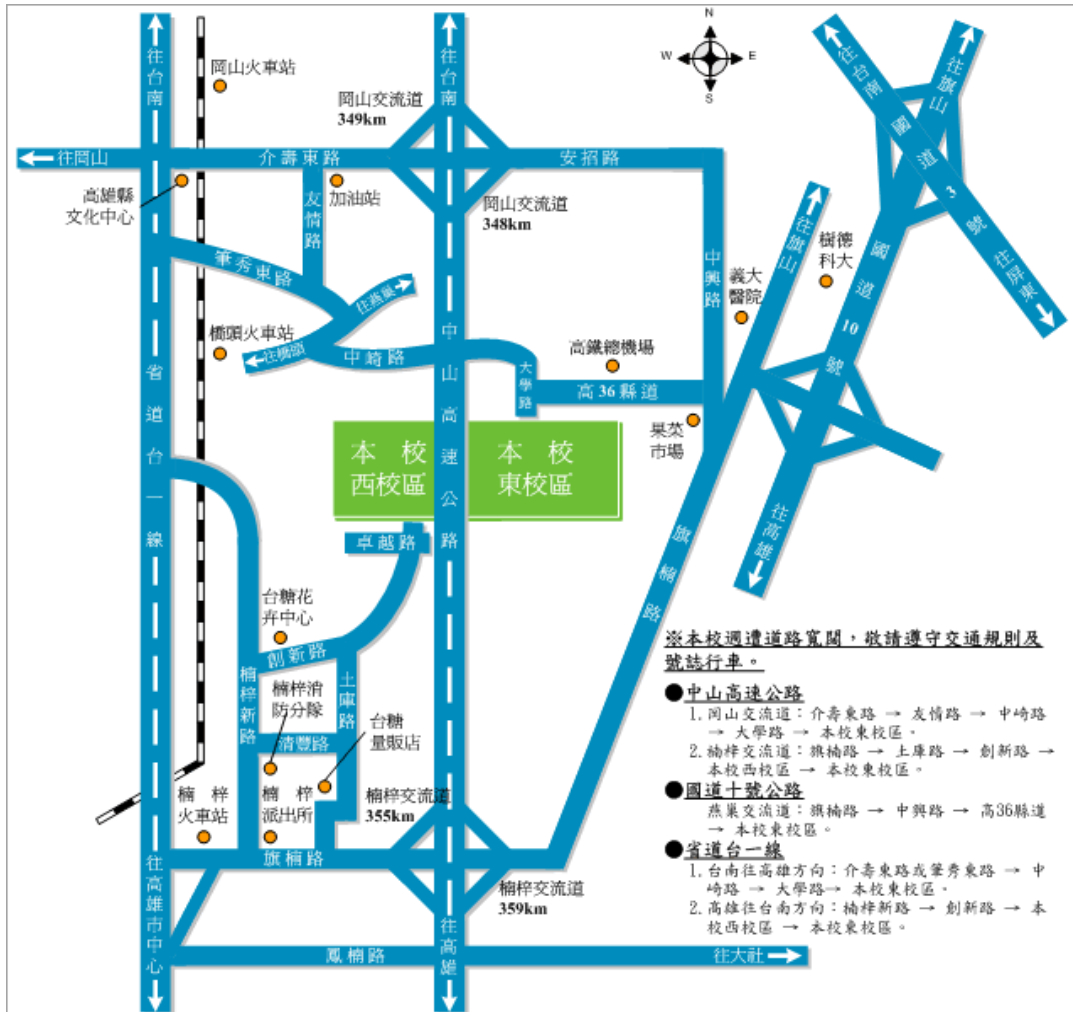 N
W
E
S
往台南
往台南
往台南
往旗山
岡山火車站
岡山交流道
349km
往岡山
介壽東路
安招路
國道3號
高雄縣
文化中心
友情路
加油站
岡山交流道
348km
往旗山
樹德
科大
國道10號
往屏東
筆秀東路
往燕巢
中興路
義大
醫院
橋頭火車站
往橋頭
中崎路
中山高速公路
大學路
高鐵總機場
高36縣道
省道台一線
果菜
市場
本校
西校區
本校
東校區
往高雄
卓越路
旗楠路
台糖花
卉中心
創新路
楠梓新路
楠梓消
防分隊
土庫路
台糖
量販店
清豐路
楠梓
火車站
楠梓
派出所
楠梓交流道
355km
旗楠路
楠梓交流道
359km
往高雄市中心
往高雄
鳳楠路
往大社
※本校週遭道路寬闊，敬請遵守交通規則及
號誌行車。
●中山高速公路
1. 岡山交流道：介壽東路 → 友情路 → 中崎路
→ 大學路 → 本校東校區。
2. 楠梓交流道：旗楠路 → 土庫路 → 創新路 →
本校西校區 → 本校東校區。
●國道十號公路
燕巢交流道：旗楠路 → 中興路 → 高36縣道
→ 本校東校區。
●省道台一線
1. 台南往高雄方向：介壽東路或筆秀東路 → 中
崎路 → 大學路→ 本校東校區。
2. 高雄往台南方向：楠梓新路 → 創新路 → 本
校西校區 → 本校東校區。